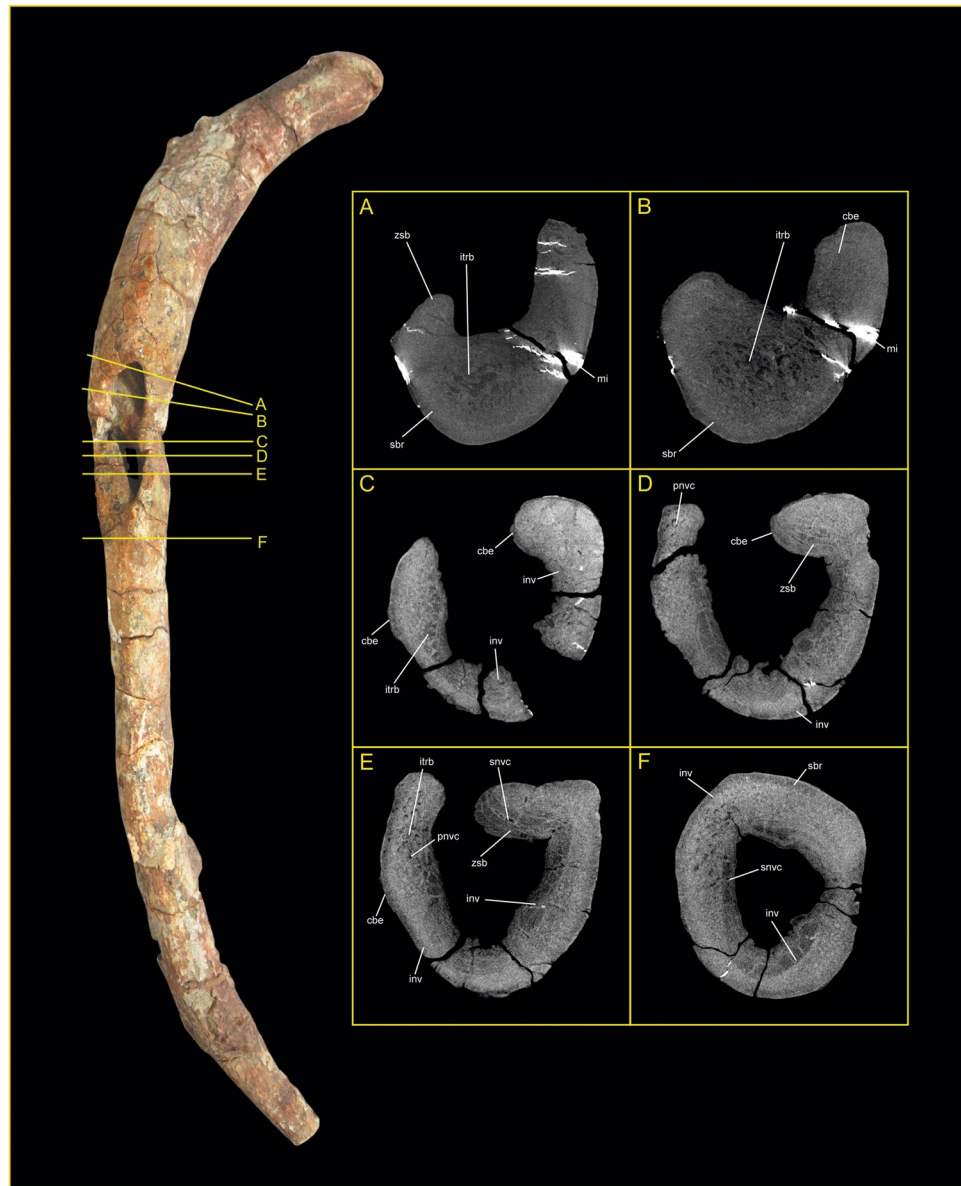 A
B
C
D
E
F
A
zsb
itrb
mi
sbr
B
cbe
itrb
mi
sbr
C
cbe
inv
cbe
inv
itrb
D
pnvc
cbe
zsb
inv
E
itrb
snvc
pnvc
zsb
inv
cbe
inv
F
sbr
inv
snvc
inv